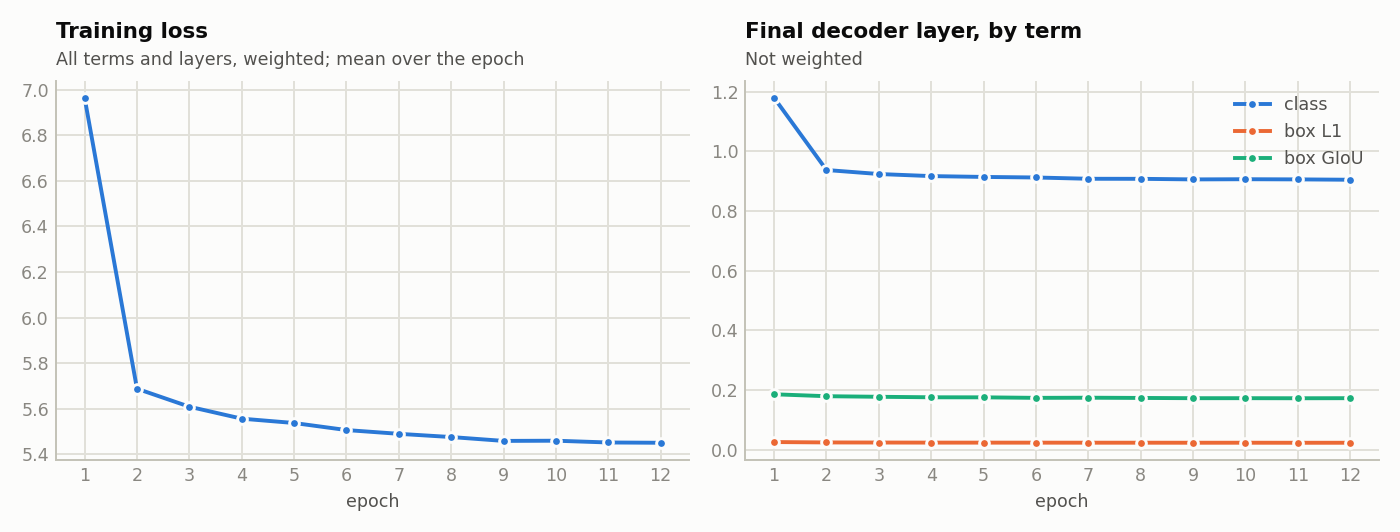 Training loss
All terms and layers, weighted; mean over the epoch
7.0
6.8
6.6
6.4
6.2
6.0
5.8
5.6
5.4
1 2 3 4 5 6 7 8 9 10 11 12
epoch
Final decoder layer, by term
Not weighted
1.2
1.0
0.8
0.6
0.4
0.2
0.0
class
box L1
box GIoU
1 2 3 4 5 6 7 8 9 10 11 12
epoch